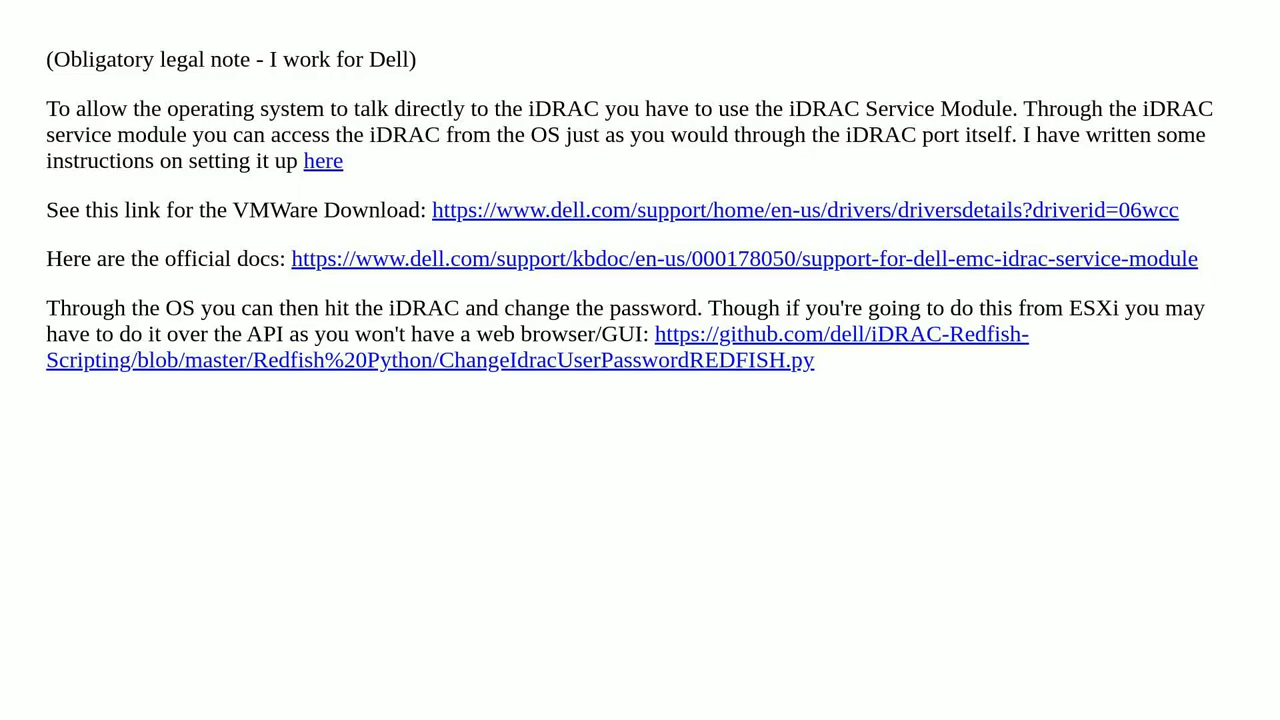 (Obligatory legal note - I work for Dell)
To allow the operating system to talk directly to the iDRAC you have to use the iDRAC Service Module. Through the iDRAC
service module you can access the iDRAC from the OS just as you would through the iDRAC port itself. I have written some
instructions on setting it up here
See this link for the VMWare Download: https://www.dell.com/support/home/en-us/drivers/driversdetails?driverid=06wcc
Here are the official docs: https://www.dell.com/support/kbdoc/en-us/000178050/support-for-dell-emc-idrac-service-module
Through the OS you can then hit the iDRAC and change the password. Though if you're going to do this from ESXi you may
have to do it over the API as you won't have a web browser/GUI: https://github.com/dell/iDRAC-Redfish-
Scripting/blob/master/Redfish%20Python/ChangeIdracUserPasswordREDFISH.py